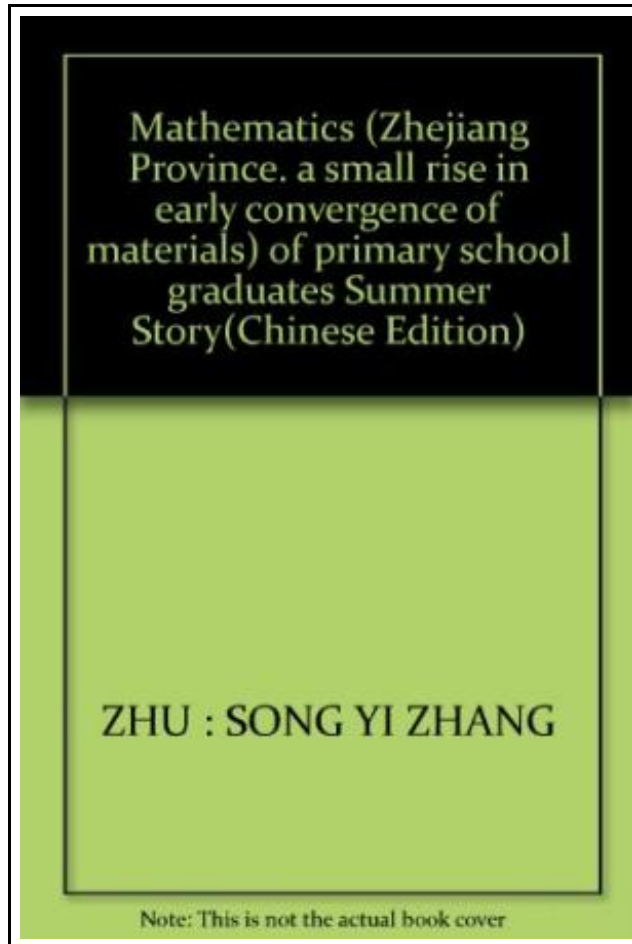 Mathematics (Zhejiang
Province. a small rise in
early convergence of
materials) of primary school
graduates Summer
Story(Chinese Edition)
ZHU : SONG YI ZHANG
Note: This is not the actual book cover